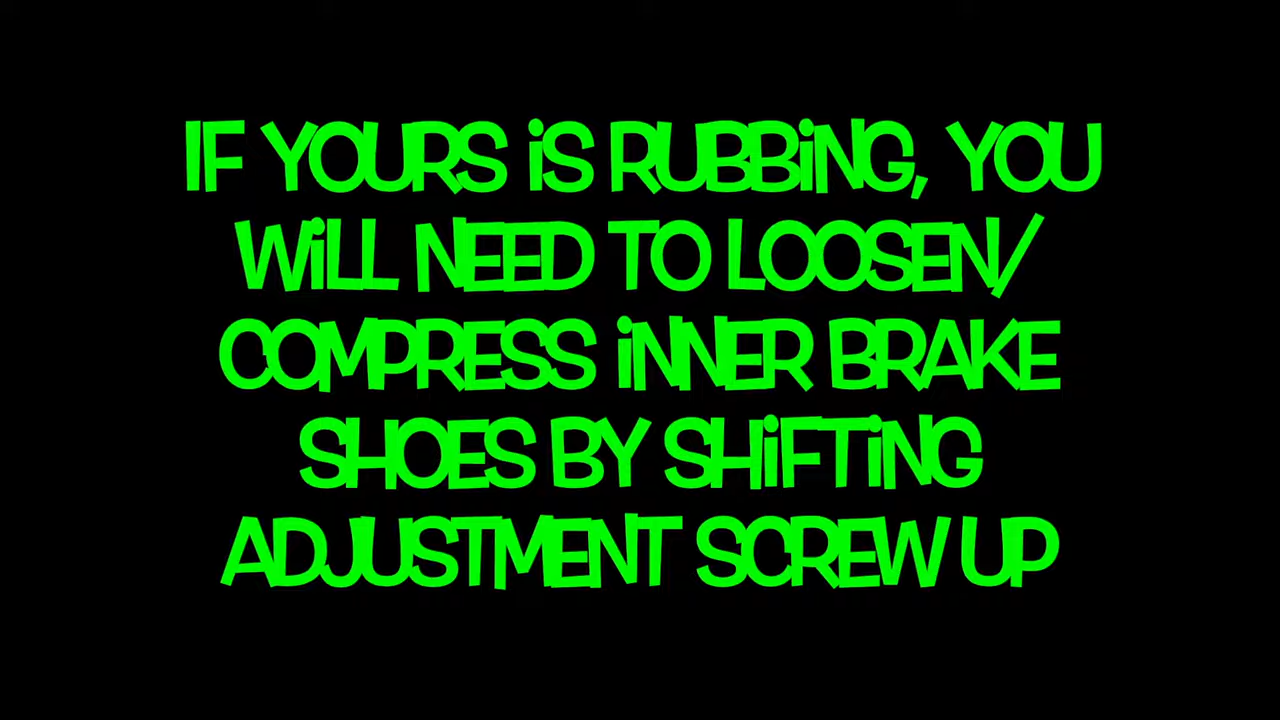 IF YOURS iS RUBBiNG, YOU
WiLL NEED TO LOOSEN/
COMPRESS iNNER BRAKE
SHOES BY SHiFTiNG
ADJUSTMENT SCREW UP